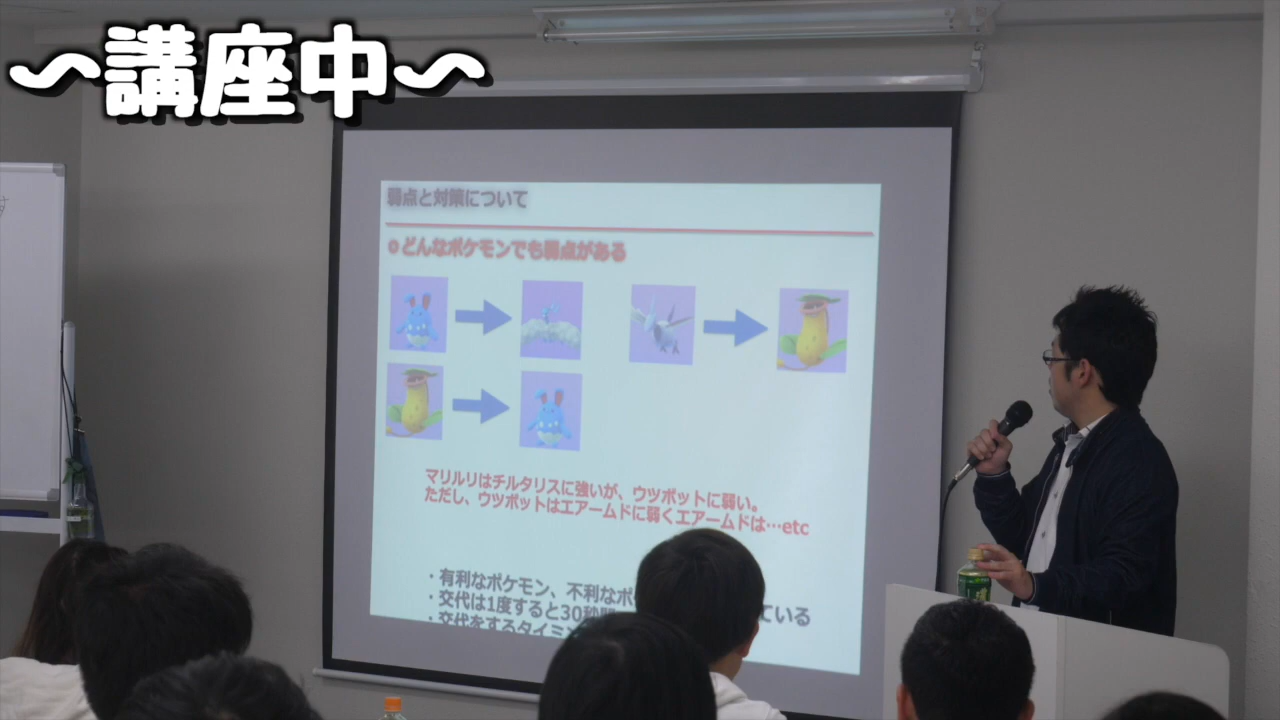 ～講座中～
弱点と対策について
どんなポケモンでも弱点がある
マリルリはチルタリスに強いが、ウツボットに弱い。
ただし、ウツボットはエアームドに弱くエアームドは…etc
・有利なポケモン、不利なポ
ている
・交代は1度すると30秒間
・交代をするタイミン